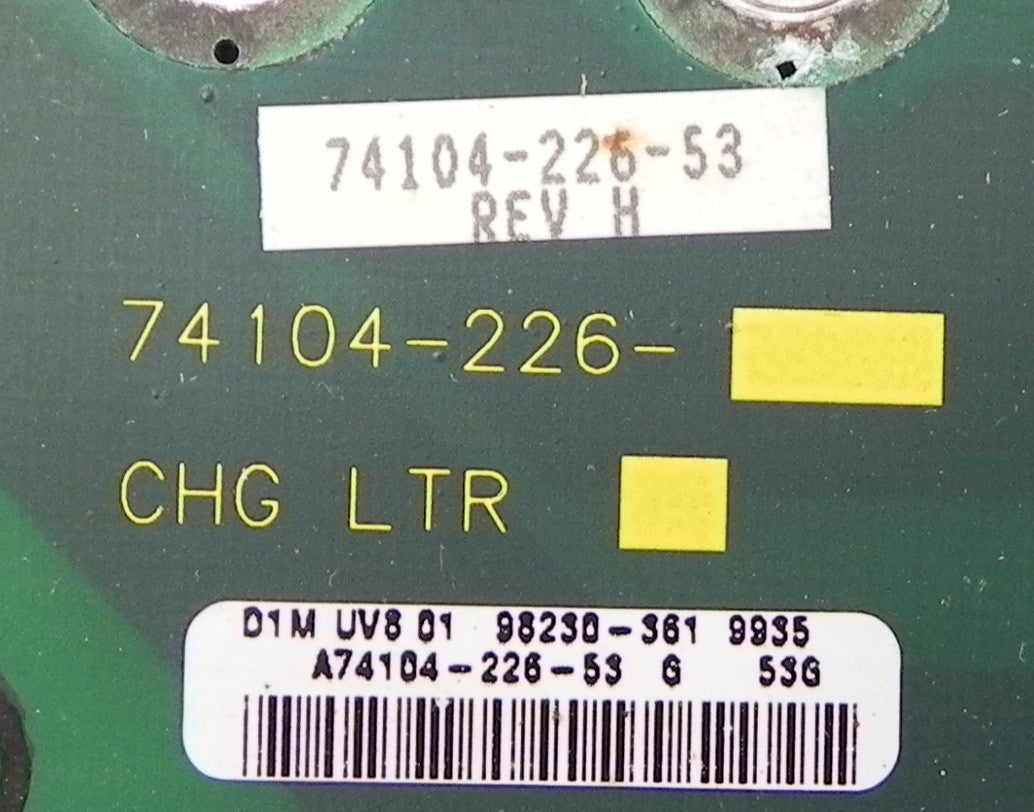 74104-226-53
REV H
74104-226-
CHG LTR
D1M UV8 01 98230-361 9935
A74104-226-53 G 53G